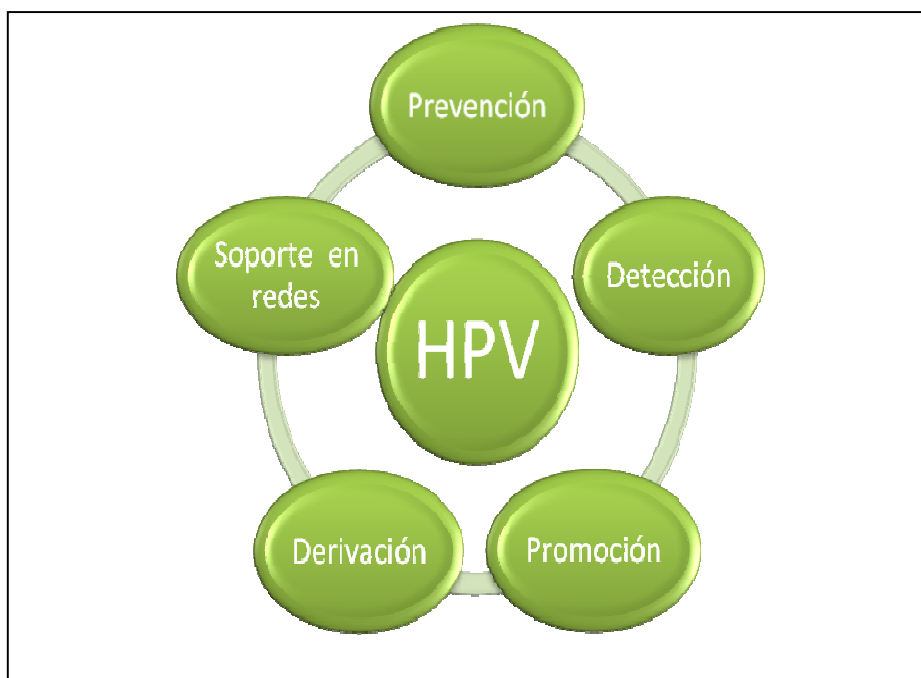 Prevención
Soporte en
redes
Detección
HPV
Derivación
Promoción